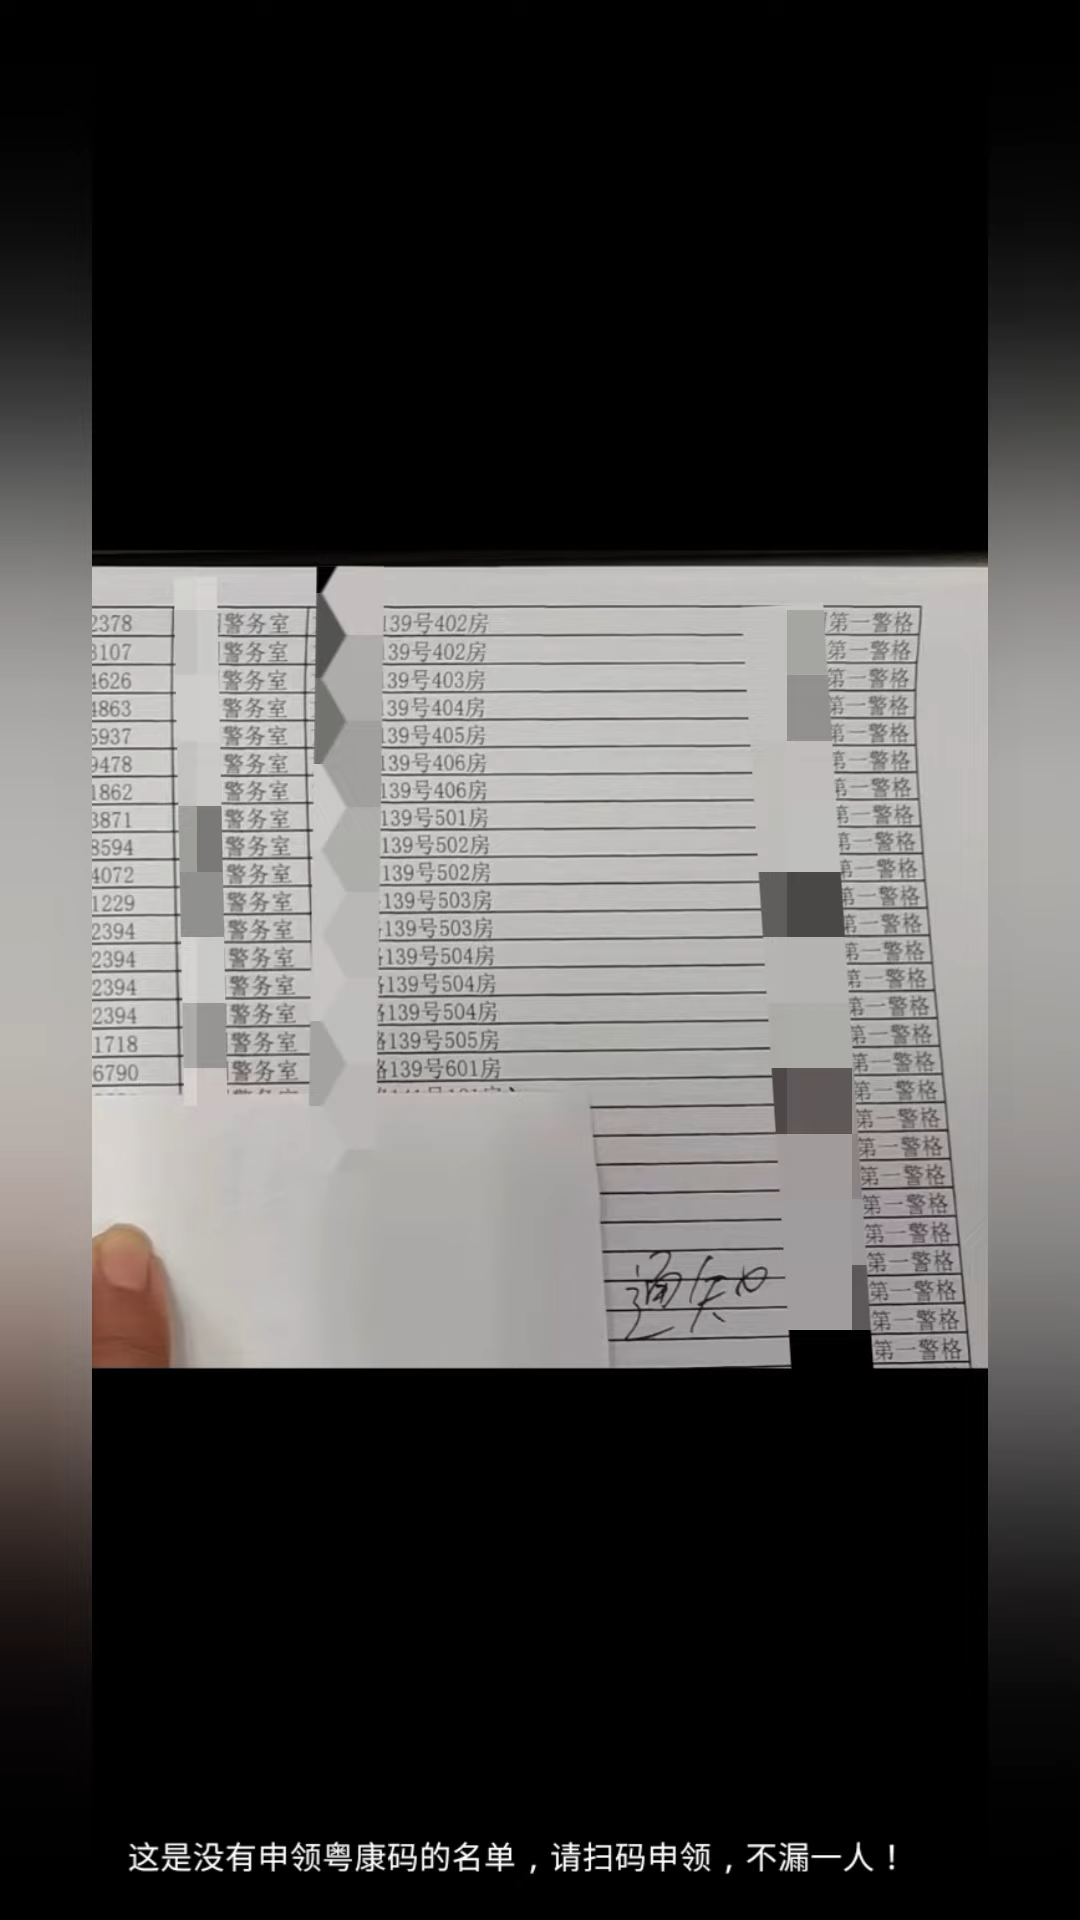 2378 警务室 139号402房 第一警格
3107 警务室 139号402房 第一警格
4626 警务室 139号403房 第一警格
4863 警务室 139号404房 第一警格
5937 警务室 139号405房 第一警格
9478 警务室 139号406房 第一警格
1862 警务室 139号406房 第一警格
3871 警务室 139号501房 第一警格
8594 警务室 139号502房 第一警格
4072 警务室 139号502房 第一警格
1229 警务室 139号503房 第一警格
2394 警务室 139号503房 第一警格
2394 警务室 139号504房 第一警格
2394 警务室 139号504房 第一警格
2394 警务室 139号504房 第一警格
1718 警务室 139号505房 第一警格
6790 警务室 路139号601房 第一警格
第一警格
第一警格
第一警格
第一警格
第一警格
第一警格
第一警格
第一警格
第一警格
第一警格
通知
这是没有申领粤康码的名单，请扫码申领，不漏一人！